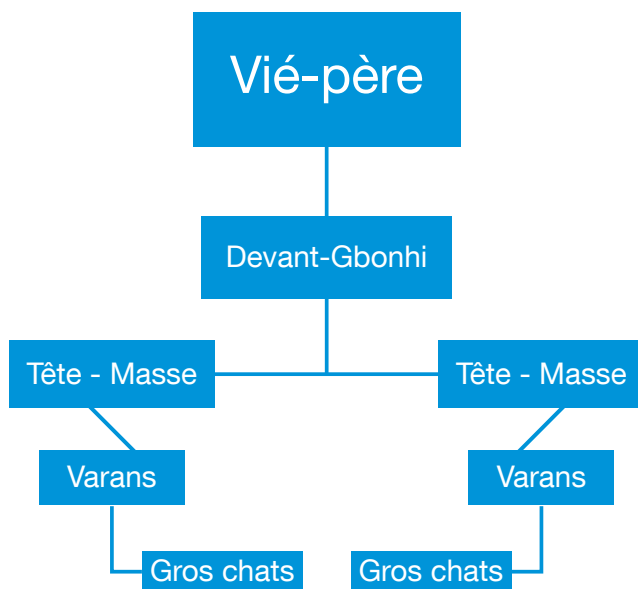 Vié-père
Devant-Gbonhi
Tête - Masse
Tête - Masse
Varans
Varans
Gros chats
Gros chats